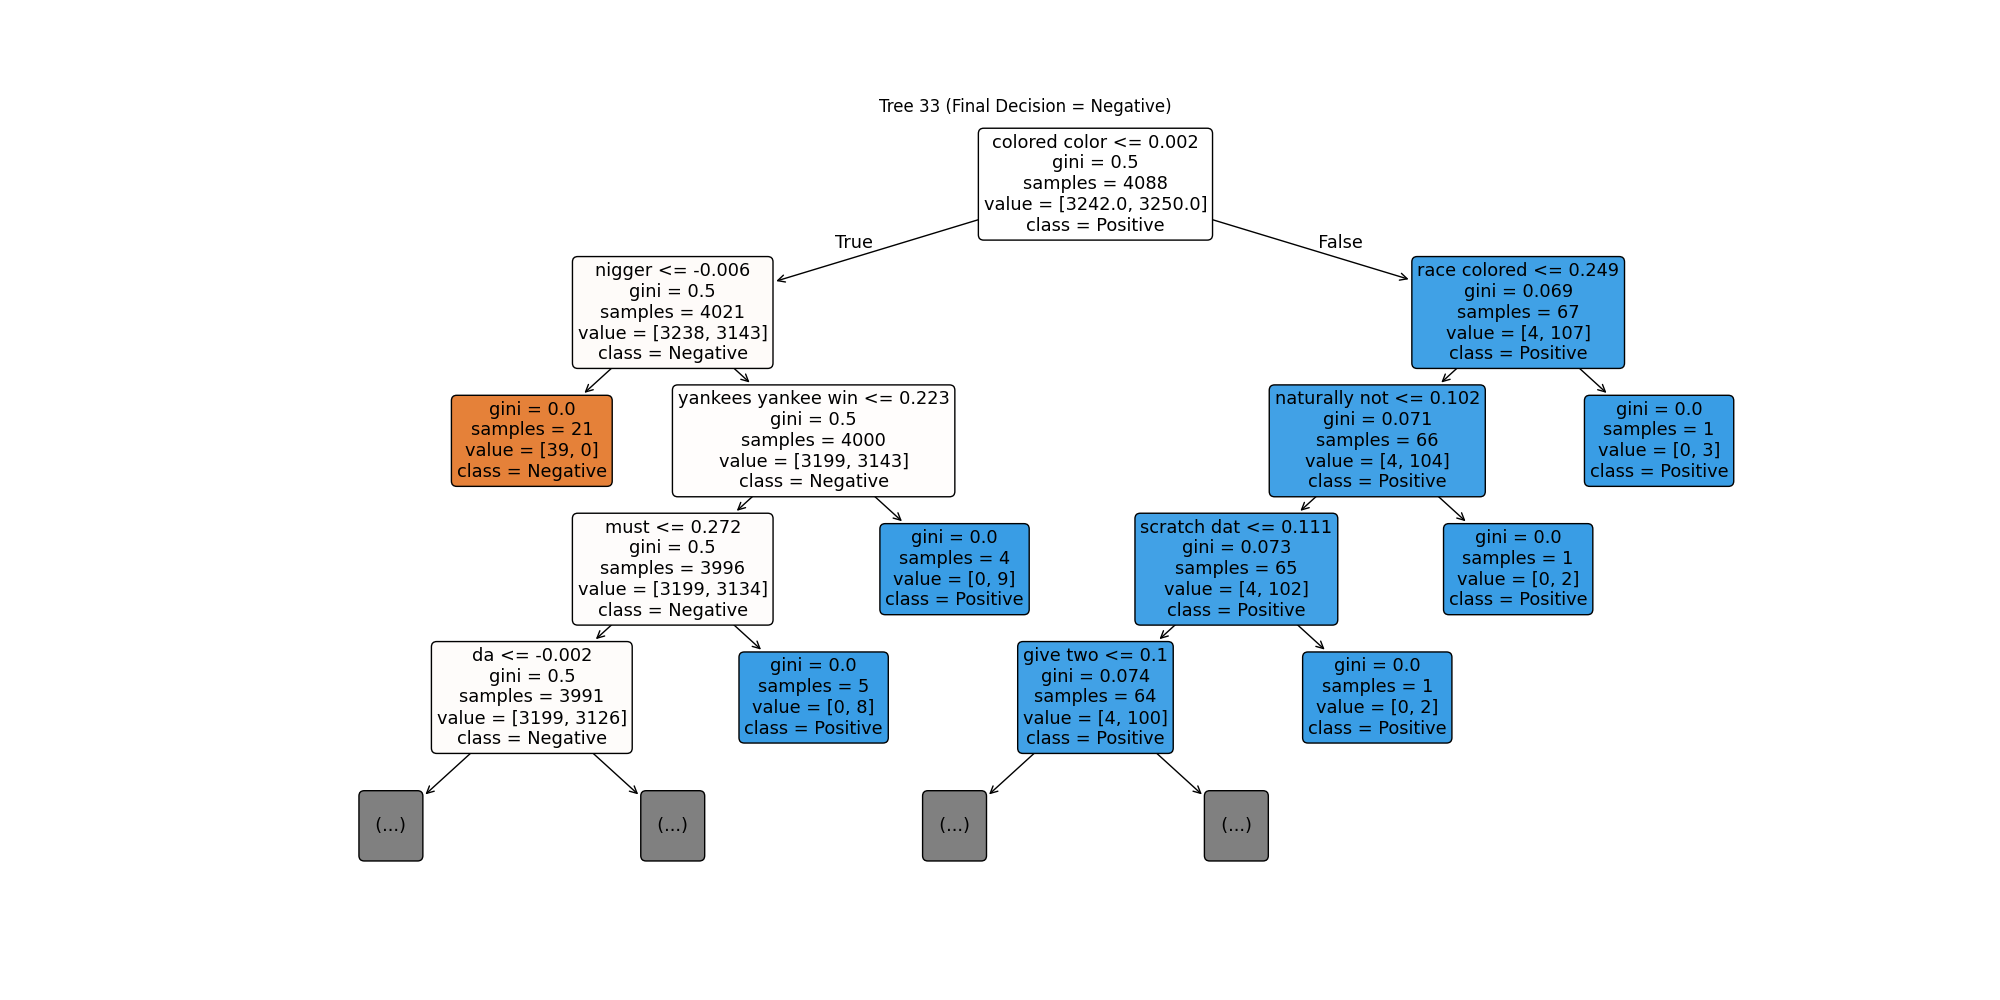 Tree 33 (Final Decision = Negative)
colored color <= 0.002
gini = 0.5
samples = 4088
value = [3242.0, 3250.0]
class = Positive
True
False
nigger <= -0.006
gini = 0.5
samples = 4021
value = [3238, 3143]
class = Negative
race colored <= 0.249
gini = 0.069
samples = 67
value = [4, 107]
class = Positive
gini = 0.0
samples = 21
value = [39, 0]
class = Negative
yankees yankee win <= 0.223
gini = 0.5
samples = 4000
value = [3199, 3143]
class = Negative
naturally not <= 0.102
gini = 0.071
samples = 66
value = [4, 104]
class = Positive
gini = 0.0
samples = 1
value = [0, 3]
class = Positive
must <= 0.272
gini = 0.5
samples = 3996
value = [3199, 3134]
class = Negative
gini = 0.0
samples = 4
value = [0, 9]
class = Positive
scratch dat <= 0.111
gini = 0.073
samples = 65
value = [4, 102]
class = Positive
gini = 0.0
samples = 1
value = [0, 2]
class = Positive
da <= -0.002
gini = 0.5
samples = 3991
value = [3199, 3126]
class = Negative
gini = 0.0
samples = 5
value = [0, 8]
class = Positive
give two <= 0.1
gini = 0.074
samples = 64
value = [4, 100]
class = Positive
gini = 0.0
samples = 1
value = [0, 2]
class = Positive
(...)
(...)
(...)
(...)